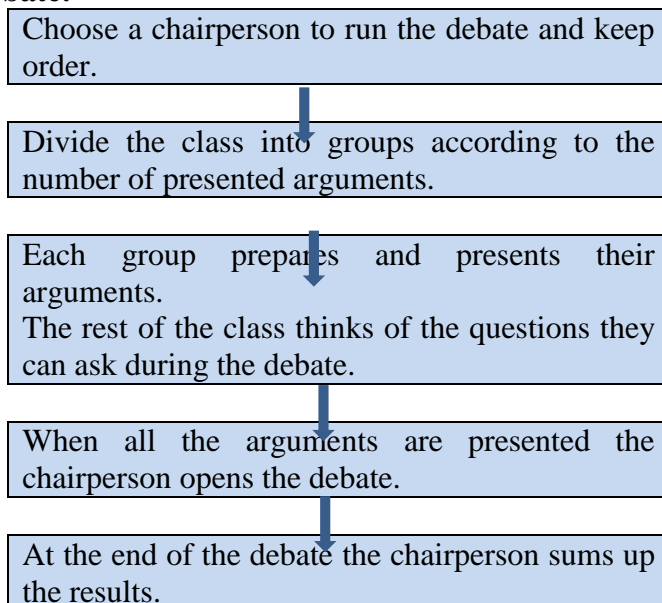 bate:
Choose a chairperson to run the debate and keep
order.
Divide the class into groups according to the
number of presented arguments.
Each group prepares and presents their
arguments.
The rest of the class thinks of the questions they
can ask during the debate.
When all the arguments are presented the
chairperson opens the debate.
At the end of the debate the chairperson sums up
the results.